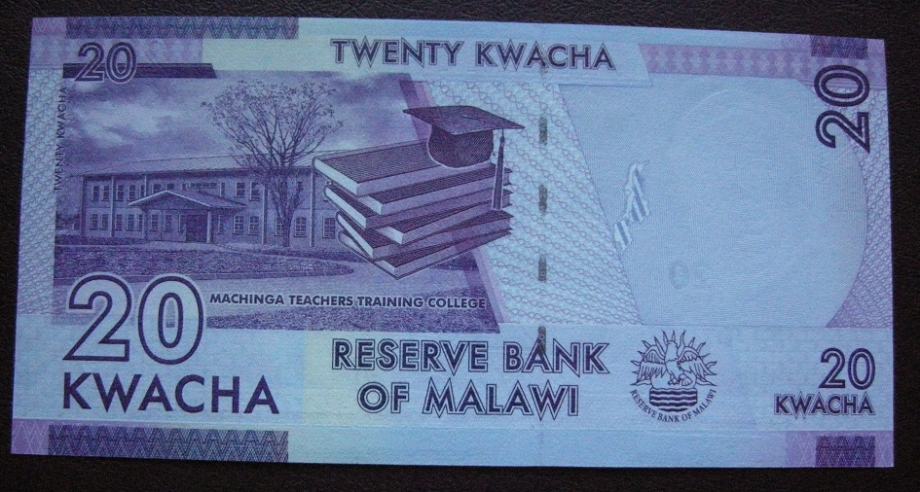 20
TWENTY KWACHA
20
TWENTY KWACHA
MACHINGA TEACHERS TRAINING COLLEGE
20
KWACHA
RESERVE BANK
OF MALAWI
RESERVE BANK OF MALAWI
20
KWACHA